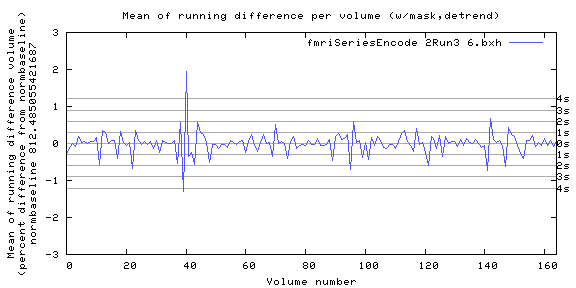 Mean of running difference per volume (w/mask,detrend)
fmriSeriesEncode 2Run3 6.bxh
Mean of running difference volume
(percent difference from normbaseline)
normbaseline 812.485055421687
3
2
1
0
-1
-2
-3
4s
3s
2s
1s
0s
1s
2s
3s
4s
0 20 40 60 80 100 120 140 160
Volume number